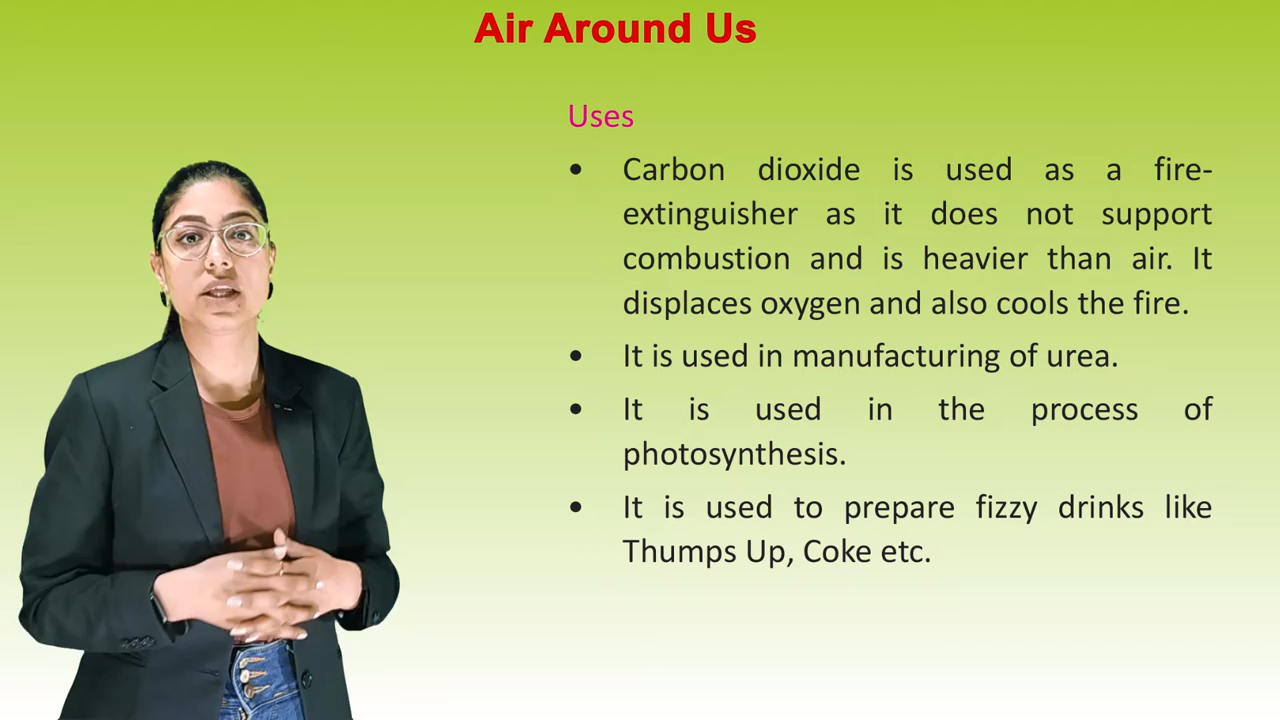 Air Around Us
Uses
• Carbon dioxide is used as a fire-
extinguisher as it does not support
combustion and is heavier than air. It
displaces oxygen and also cools the fire.
• It is used in manufacturing of urea.
• It is used in the process of
photosynthesis.
• It is used to prepare fizzy drinks like
Thumps Up, Coke etc.